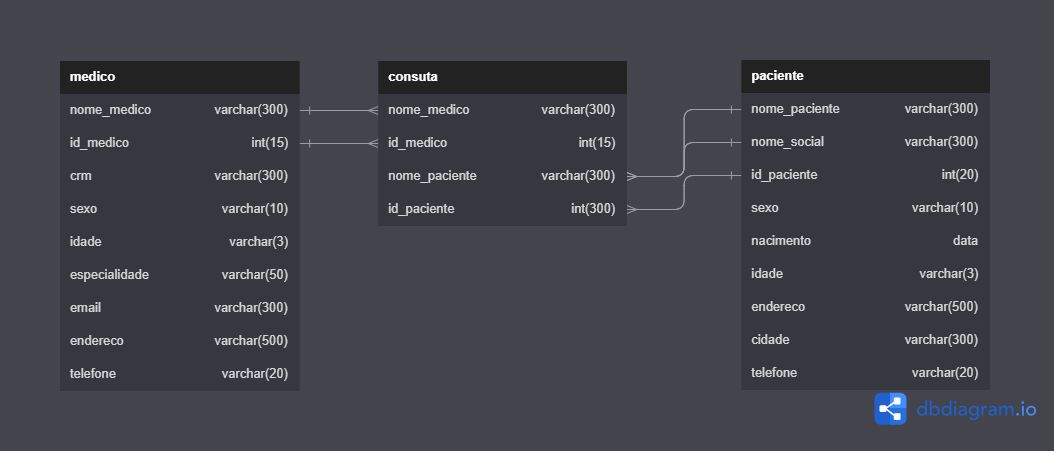 medico
nome_medico varchar(300)
id_medico int(15)
crm varchar(300)
sexo varchar(10)
idade varchar(3)
especialidade varchar(50)
email varchar(300)
endereco varchar(500)
telefone varchar(20)
consuta
nome_medico varchar(300)
id_medico int(15)
nome_paciente varchar(300)
id_paciente int(300)
paciente
nome_paciente varchar(300)
nome_social varchar(300)
id_paciente int(20)
sexo varchar(10)
nacimento data
idade varchar(3)
endereco varchar(500)
cidade varchar(300)
telefone varchar(20)
dbdiagram.io